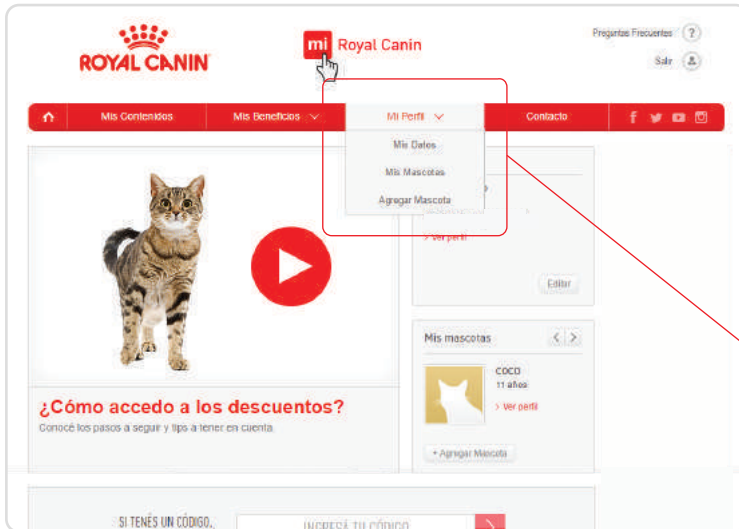 ROYAL CANIN
mi Royal Canin
Preguntas Frecuentes ?
Salir
Mis Contenidos
Mis Beneficios
Mi Perfil
Contacto
Mis Datos
Mis Mascotas
Agregar Mascota
> Ver perfil
Editar
Mis mascotas
COCO
11 años
> Ver perfil
+ Agregar Mascota
¿Cómo accedo a los descuentos?
Conocé los pasos a seguir y tips a tener en cuenta.
SI TENÉS UN CÓDIGO,
INGRESÁ TU CÓDIGO